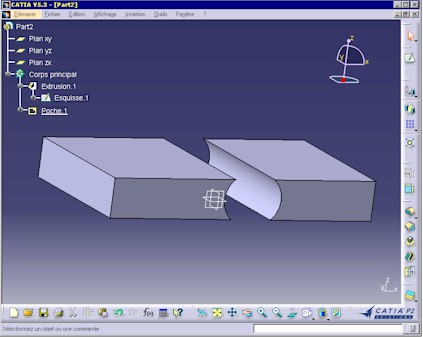 CATIA V5.3 - [Part2]
Démarrer Fichier Edition Affichage Insertion Outils Fenêtre ?
Part2
Plan xy
Plan yz
Plan zx
Corps principal
Extrusion.1
Esquisse.1
Poche.1
z
y
x
z
x
f(x)
CATIA P2
SOLUTIONS
Sélectionnez un objet ou une commande